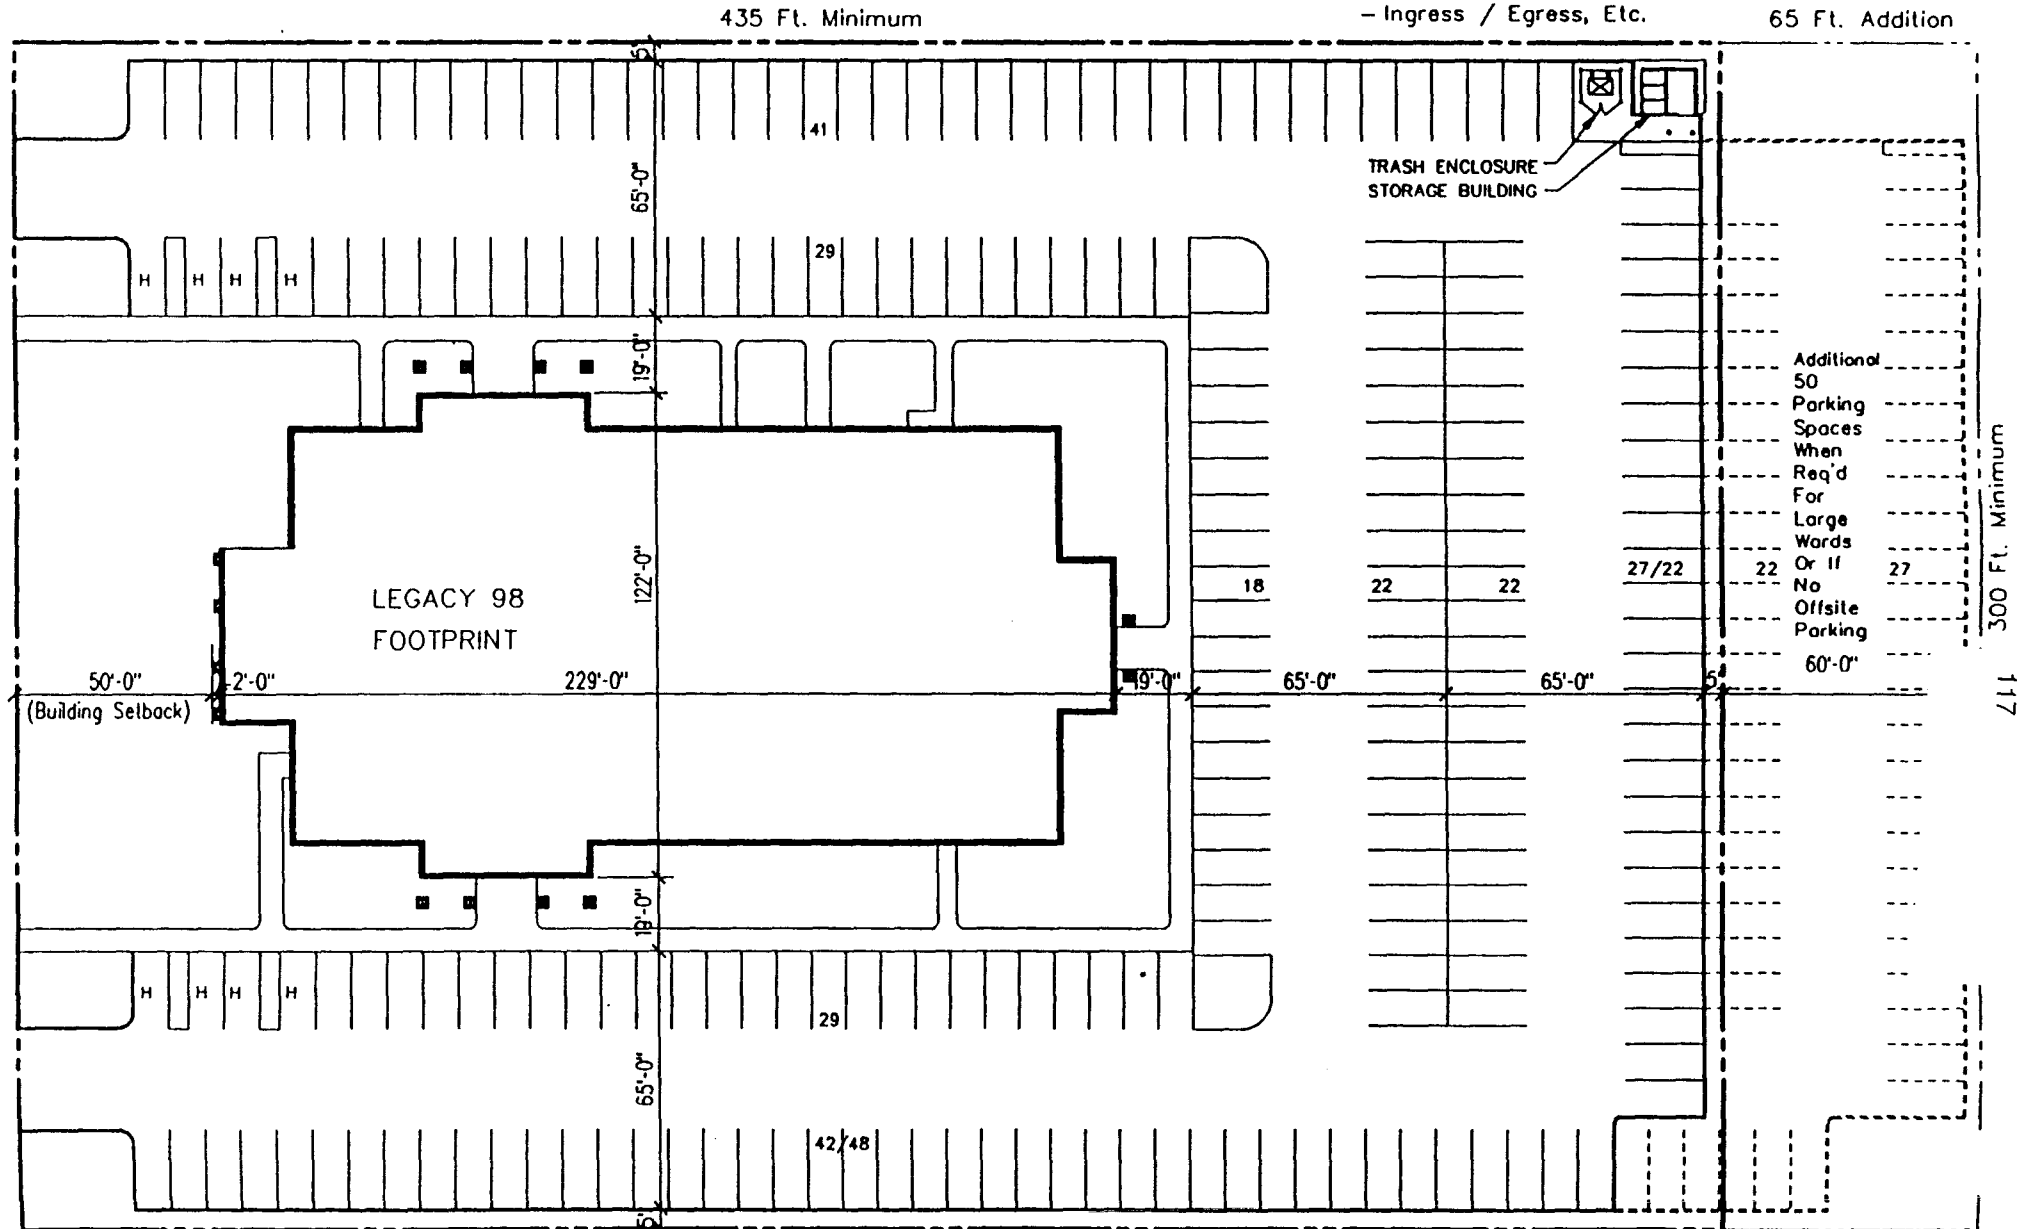 435 Ft. Minimum
- Ingress / Egress, Etc.
65 Ft. Addition
5'
41
TRASH ENCLOSURE
STORAGE BUILDING
65'-0"
29
H H H H
19'-0"
Additional
50
Parking
Spaces
When
Req'd
For
Large
Wards
Or If
No
Offsite
Parking
60'-0"
300 Ft. Minimum
122'-0"
LEGACY 98
FOOTPRINT
18
22
22
27/22
22
27
50'-0"
2'-0"
229'-0"
19'-0"
65'-0"
65'-0"
5'
(Building Setback)
117
19'-0"
H H H H
29
65'-0"
42/48
5'